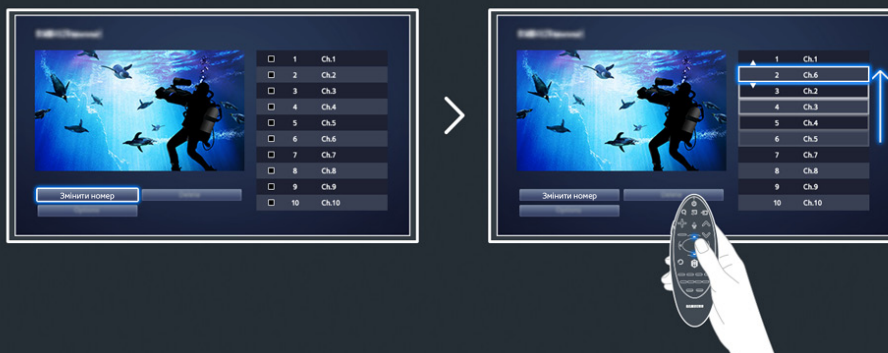 1 Ch.1
2 Ch.2
3 Ch.3
4 Ch.4
5 Ch.5
6 Ch.6
7 Ch.7
8 Ch.8
9 Ch.9
10 Ch.10
Змінити номер
1 Ch.1
2 Ch.6
3 Ch.2
4 Ch.3
5 Ch.4
6 Ch.5
7 Ch.7
8 Ch.8
9 Ch.9
10 Ch.10
Змінити номер